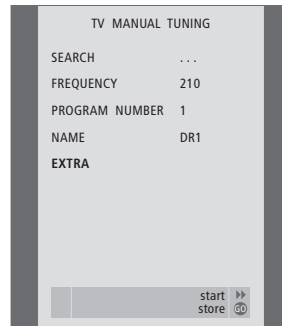 TV MANUAL TUNING
SEARCH ...
FREQUENCY 210
PROGRAM NUMBER 1
NAME DR1
EXTRA
start
store GO